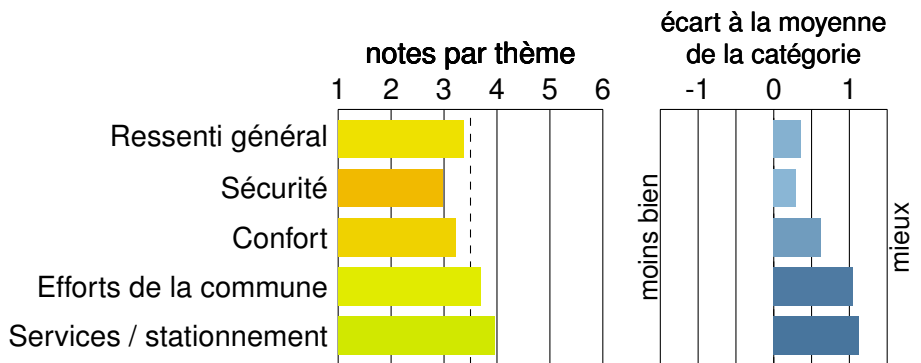 notes par thème
1 2 3 4 5 6
écart à la moyenne
de la catégorie
-1 0 1
Ressenti général
Sécurité
Confort
Efforts de la commune
Services / stationnement
moins bien
mieux